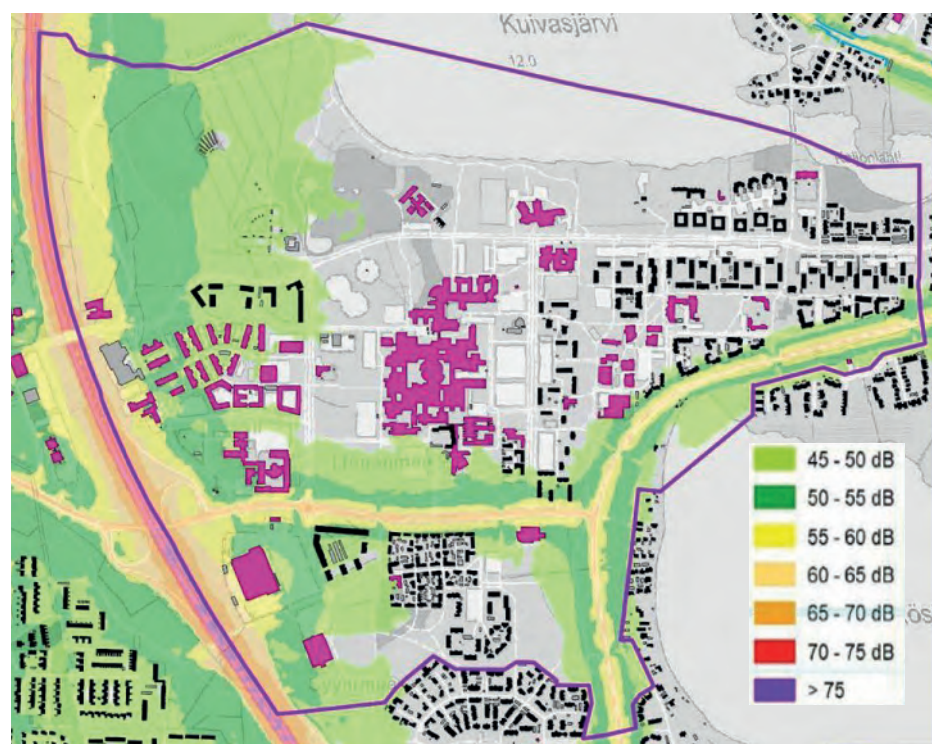 Kuivasjärvi
12.0
Linnanmaa
45 - 50 dB
50 - 55 dB
55 - 60 dB
60 - 65 dB
65 - 70 dB
70 - 75 dB
> 75